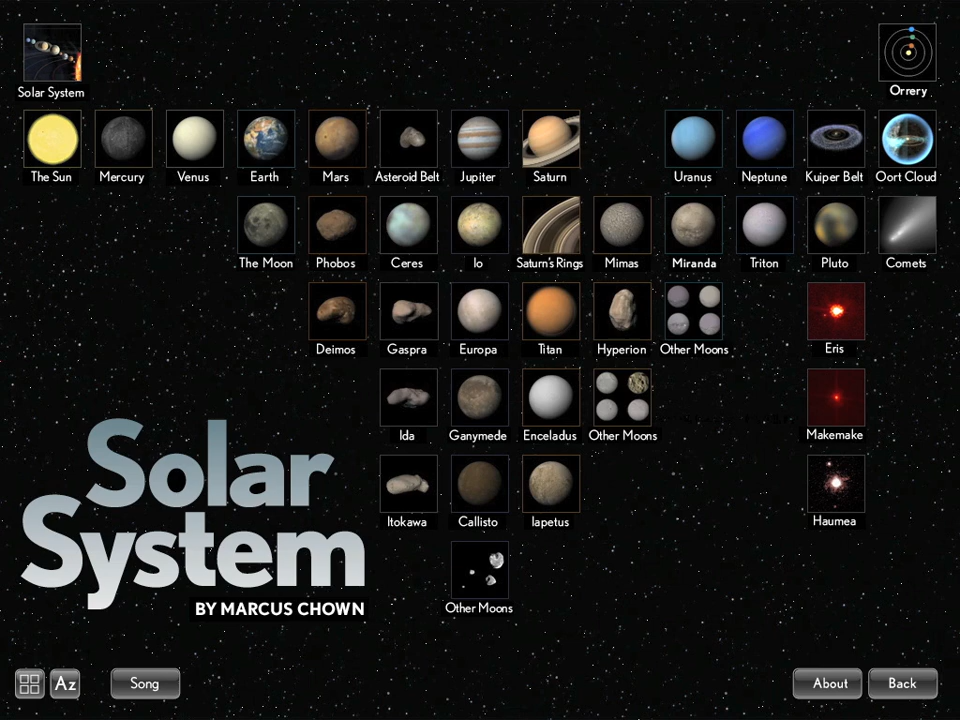 Solar System
Orrery
The Sun
Mercury
Venus
Earth
Mars
Asteroid Belt
Jupiter
Saturn
Uranus
Neptune
Kuiper Belt
Oort Cloud
The Moon
Phobos
Ceres
Io
Saturn's Rings
Mimas
Miranda
Triton
Pluto
Comets
Deimos
Gaspra
Europa
Titan
Hyperion
Other Moons
Eris
Ida
Ganymede
Enceladus
Other Moons
Makemake
Itokawa
Callisto
Iapetus
Haumea
Other Moons
Solar
System
BY MARCUS CHOWN
Az
Song
About
Back